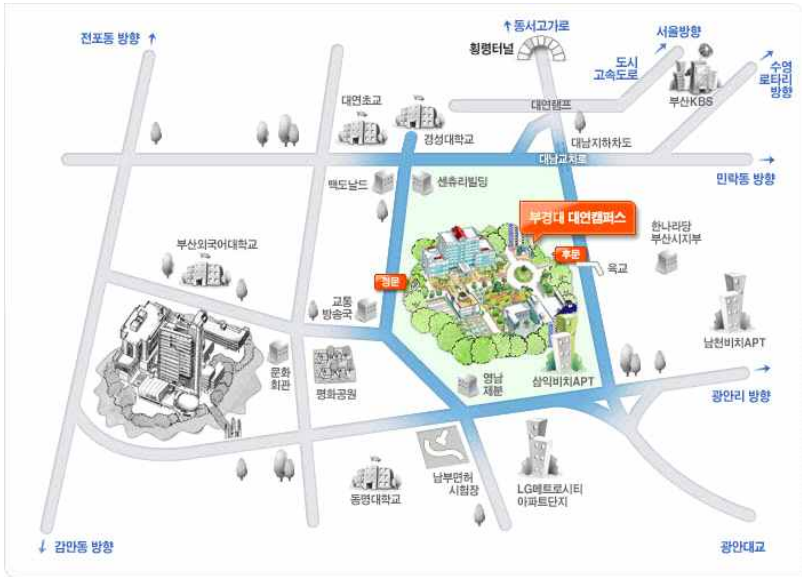 동서고가로
전포동 방향
횡령터널
서울방향
도시
고속도로
수영
로타리
방향
부산KBS
대연초교
대연램프
경성대학교
대남지하차도
대남교차로
맥도날드
센츄리빌딩
민락동 방향
부경대 대연캠퍼스
한나라당
부산시지부
부산외국어대학교
후문
육교
정문
교통
방송국
남천비치APT
문화
회관
평화공원
영남
제분
삼익비치APT
광안리 방향
동명대학교
남부면허
시험장
LG메트로시티
아파트단지
감만동 방향
광안대교